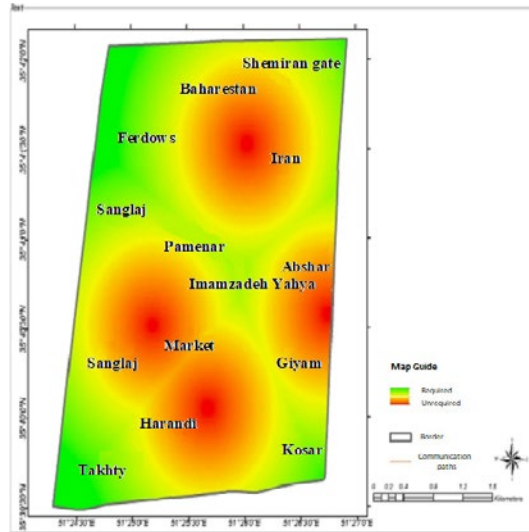 Shemiran gate
Baharestan
Ferdows
Iran
Sanglaj
Pamenar
Abshar
Imamzadeh Yahya
Market
Sanglaj
Giyam
Harandi
Kosar
Takhty
Map Guide
Required
Unrequired
Border
Communication
paths
Kilometers